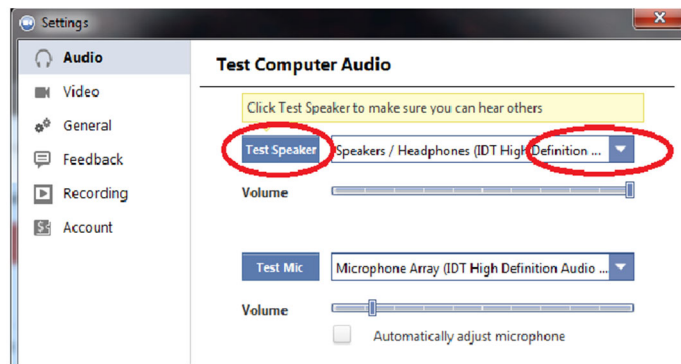 Settings
Audio
Video
General
Feedback
Recording
Account
Test Computer Audio
Click Test Speaker to make sure you can hear others
Test Speaker
Speakers / Headphones (IDT High Definition ...
Volume
Test Mic
Microphone Array (IDT High Definition Audio ...
Volume
Automatically adjust microphone